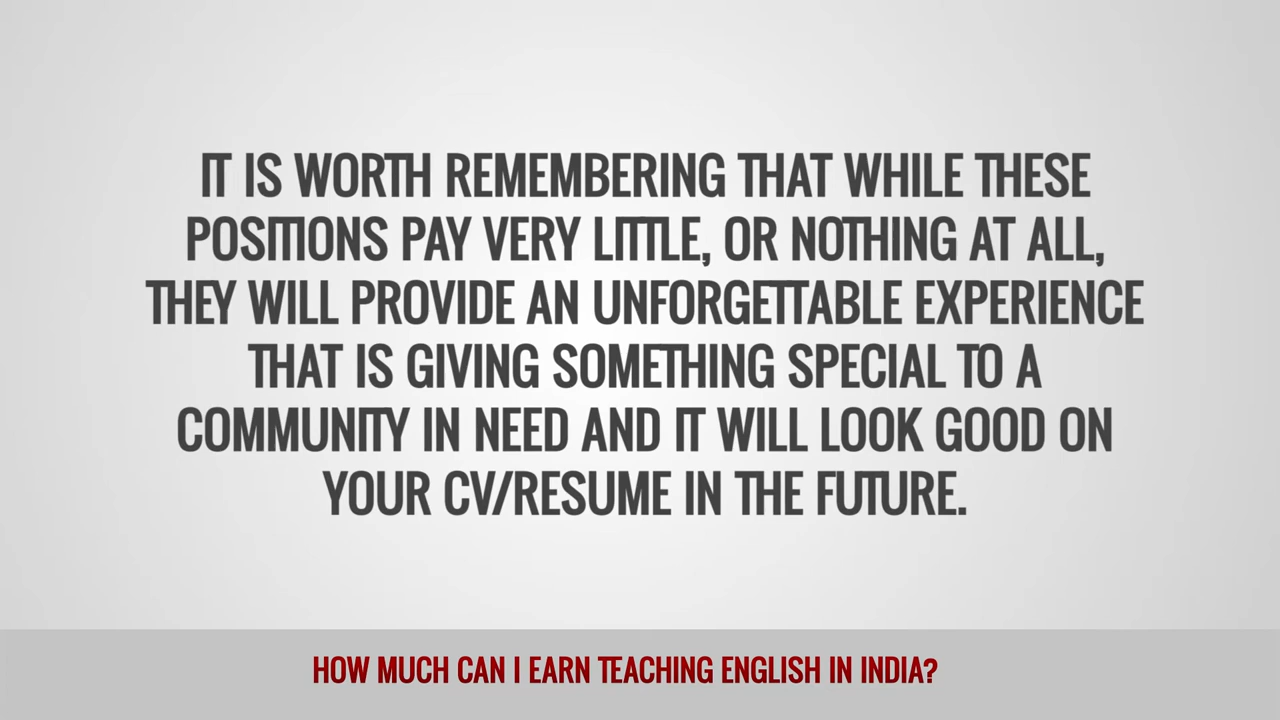 IT IS WORTH REMEMBERING THAT WHILE THESE
POSITIONS PAY VERY LITTLE, OR NOTHING AT ALL,
THEY WILL PROVIDE AN UNFORGETTABLE EXPERIENCE
THAT IS GIVING SOMETHING SPECIAL TO A
COMMUNITY IN NEED AND IT WILL LOOK GOOD ON
YOUR CV/RESUME IN THE FUTURE.
HOW MUCH CAN I EARN TEACHING ENGLISH IN INDIA?